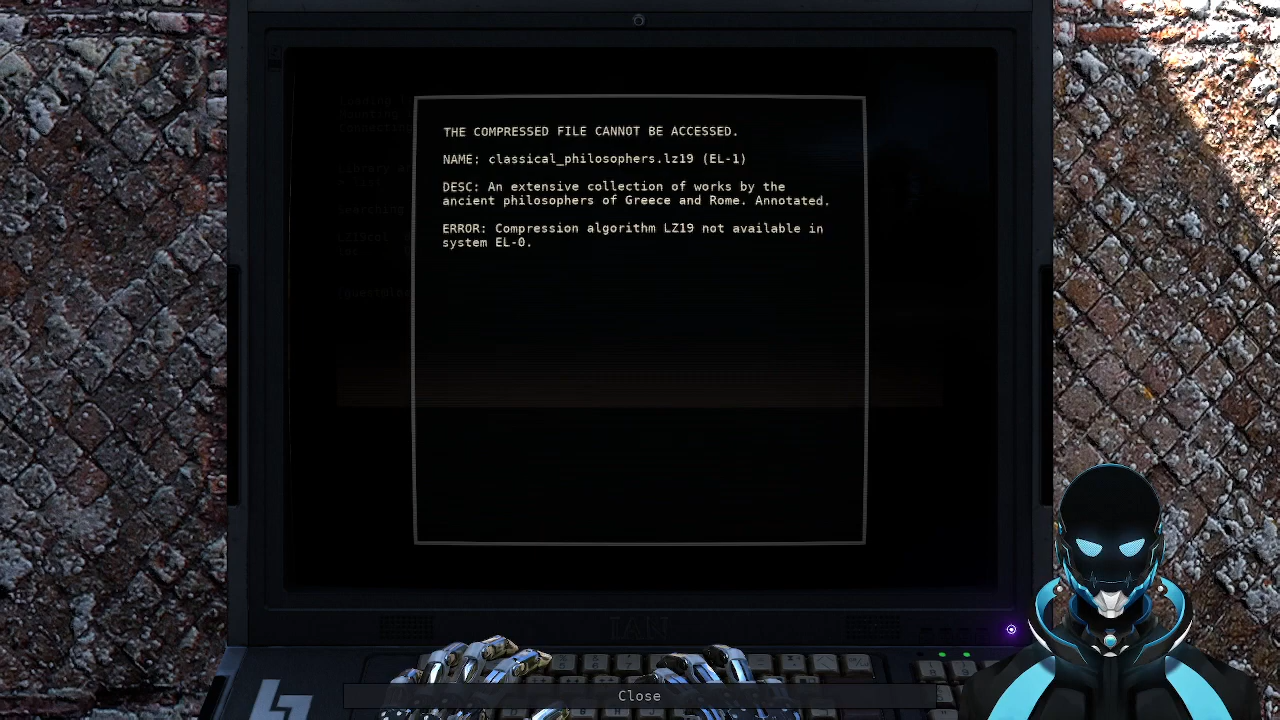 THE COMPRESSED FILE CANNOT BE ACCESSED.
NAME: classical_philosophers.lz19 (EL-1)
DESC: An extensive collection of works by the
ancient philosophers of Greece and Rome. Annotated.
ERROR: Compression algorithm LZ19 not available in
system EL-0.
IAN
Close